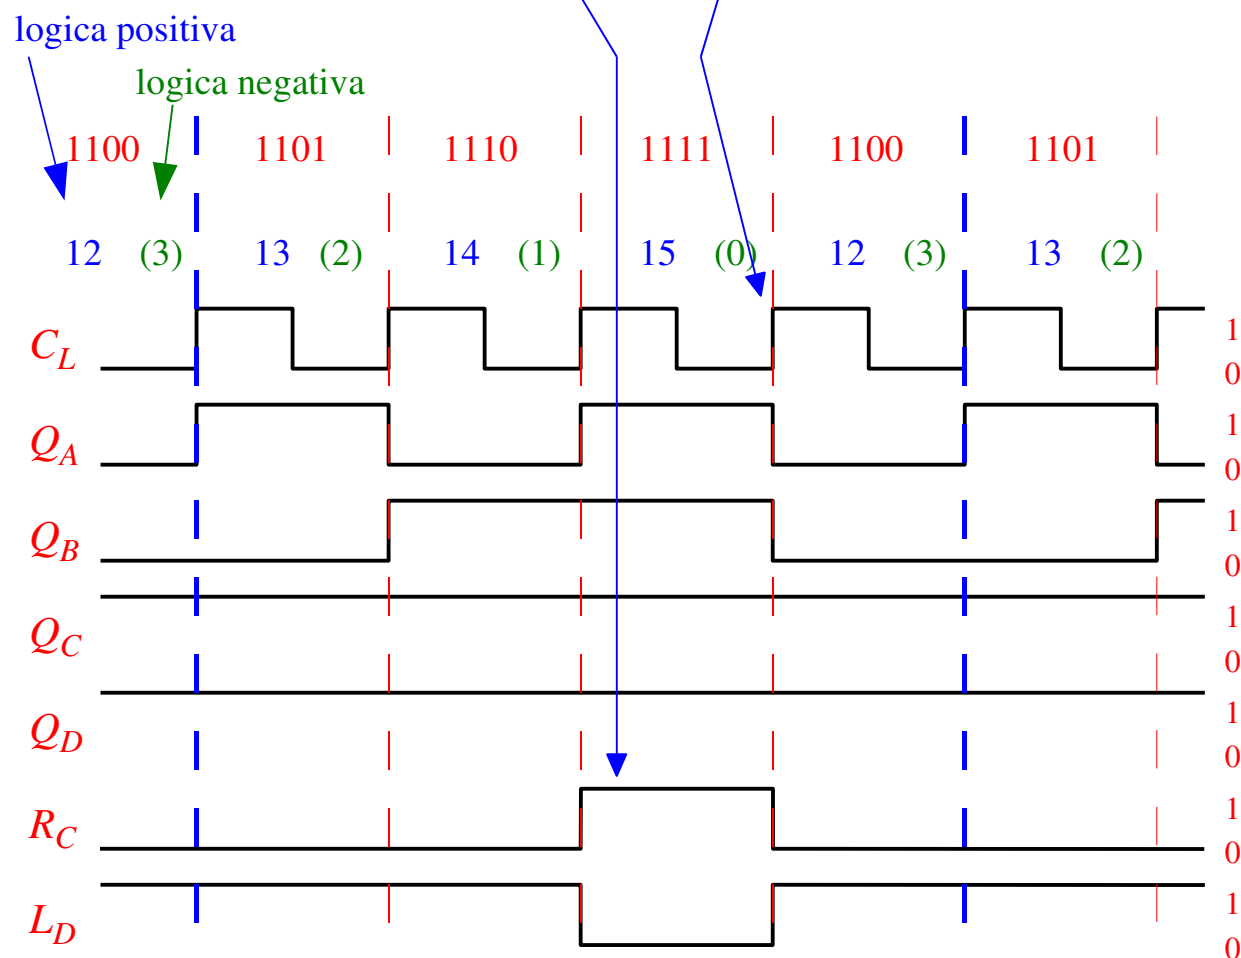 logica positiva
logica negativa
1100 1101 1110 1111 1100 1101
12 (3) 13 (2) 14 (1) 15 (0) 12 (3) 13 (2)
C_L 1
0
Q_A 1
0
Q_B 1
0
Q_C 1
0
Q_D 1
0
R_C 1
0
L_D 1
0